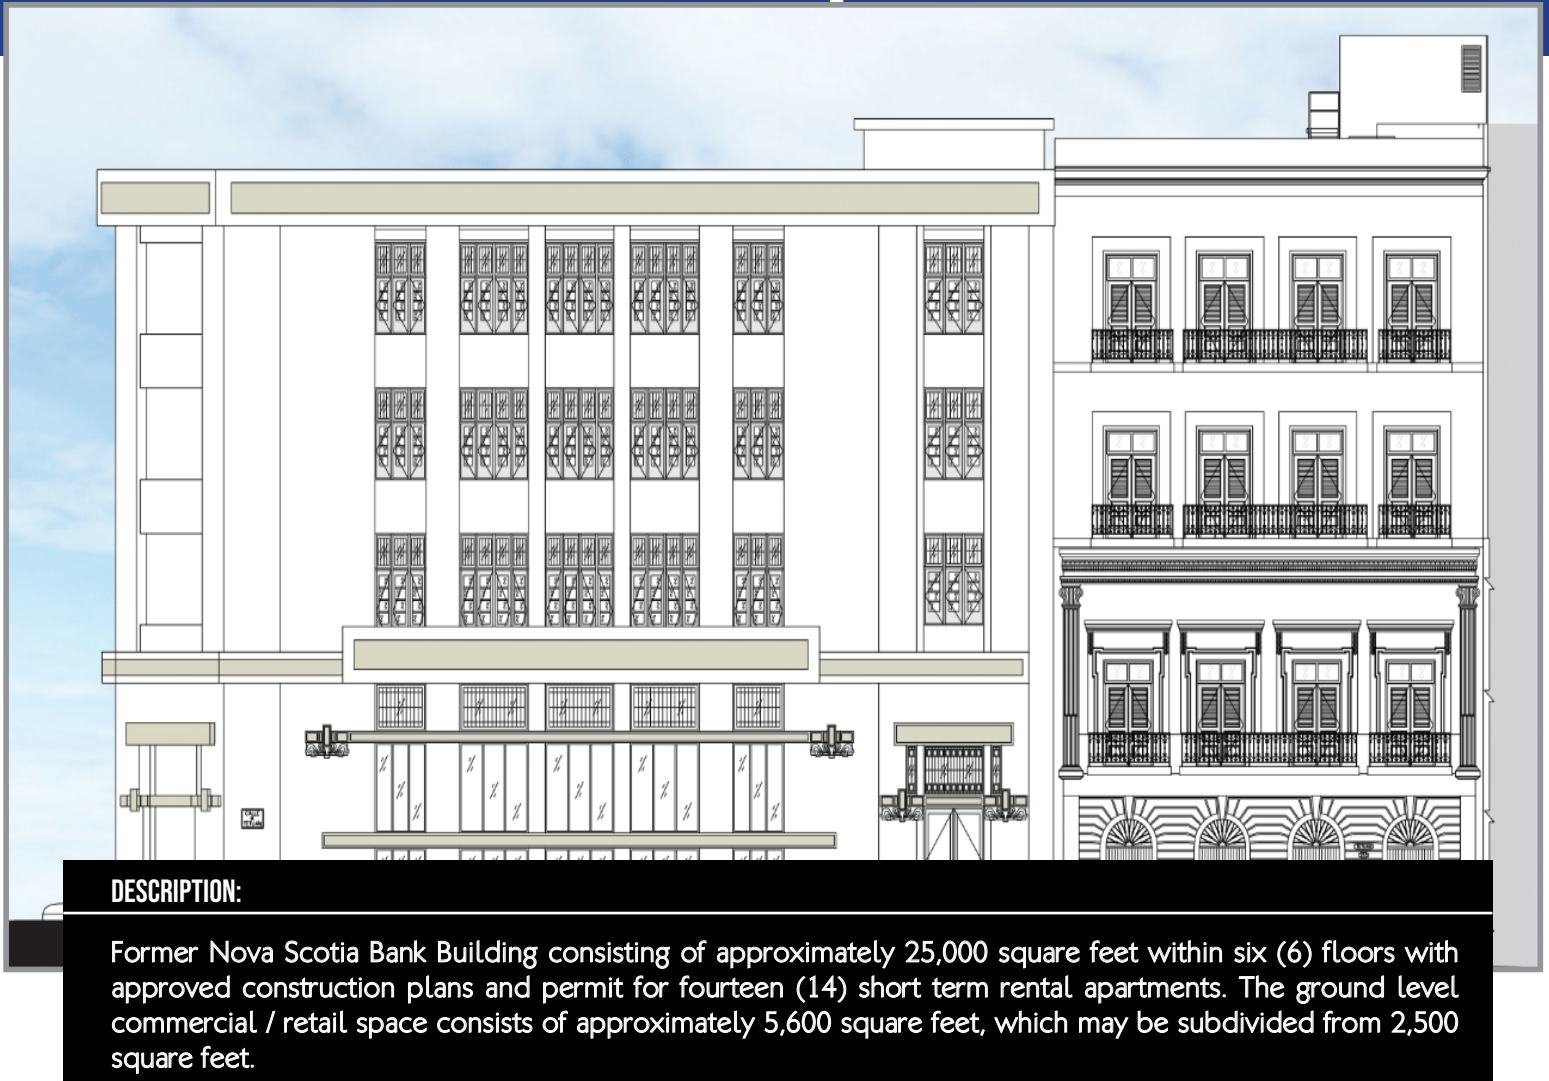 DESCRIPTION:
Former Nova Scotia Bank Building consisting of approximately 25,000 square feet within six (6) floors with
approved construction plans and permit for fourteen (14) short term rental apartments. The ground level
commercial / retail space consists of approximately 5,600 square feet, which may be subdivided from 2,500
square feet.